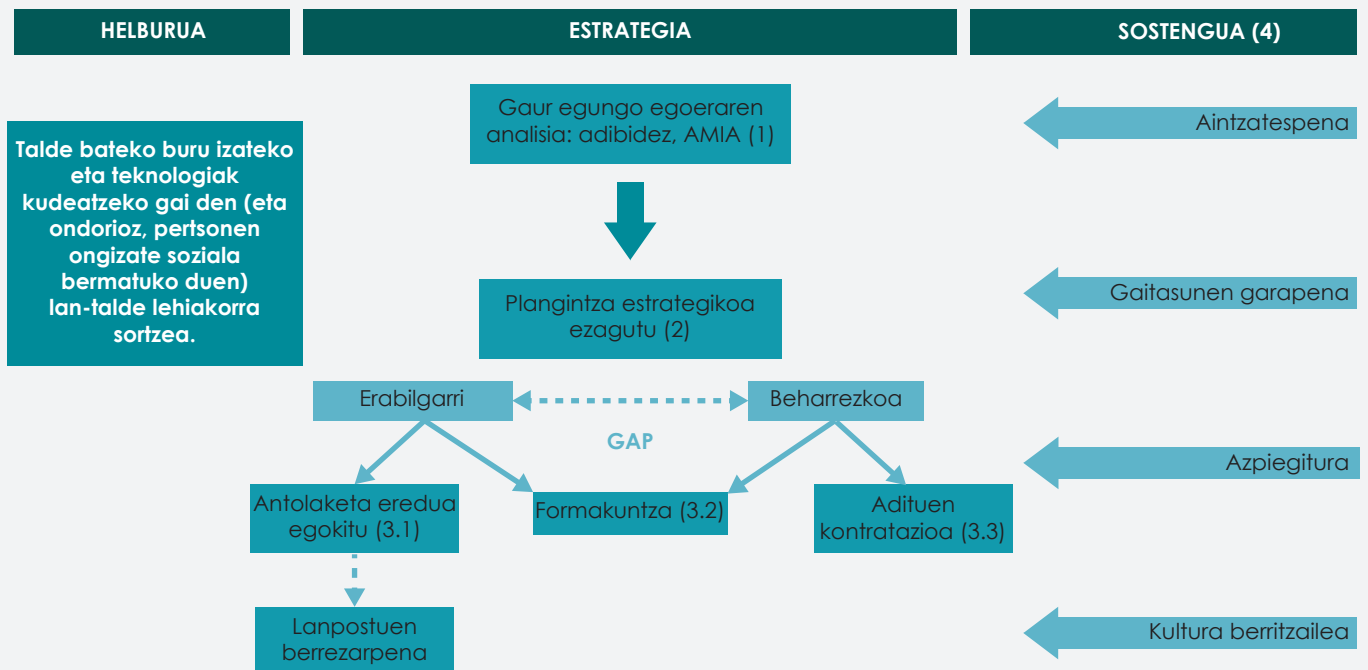 HELBURUA
ESTRATEGIA
SOSTENGUA (4)
Talde bateko buru izateko
eta teknologiak
kudeatzeko gai den (eta
ondorioz, pertsonen
ongizate soziala
bermatuko duen)
lan-talde lehiakorra
sortzea.
Gaur egungo egoeraren
analisia: adibidez, AMIA (1)
Plangintza estrategikoa
ezagutu (2)
Erabilgarri
Beharrezkoa
GAP
Antolaketa eredua
egokitu (3.1)
Formakuntza (3.2)
Adituen
kontratazioa (3.3)
Lanpostuen
berrezarpena
Aintzatespena
Gaitasunen garapena
Azpiegitura
Kultura berritzailea